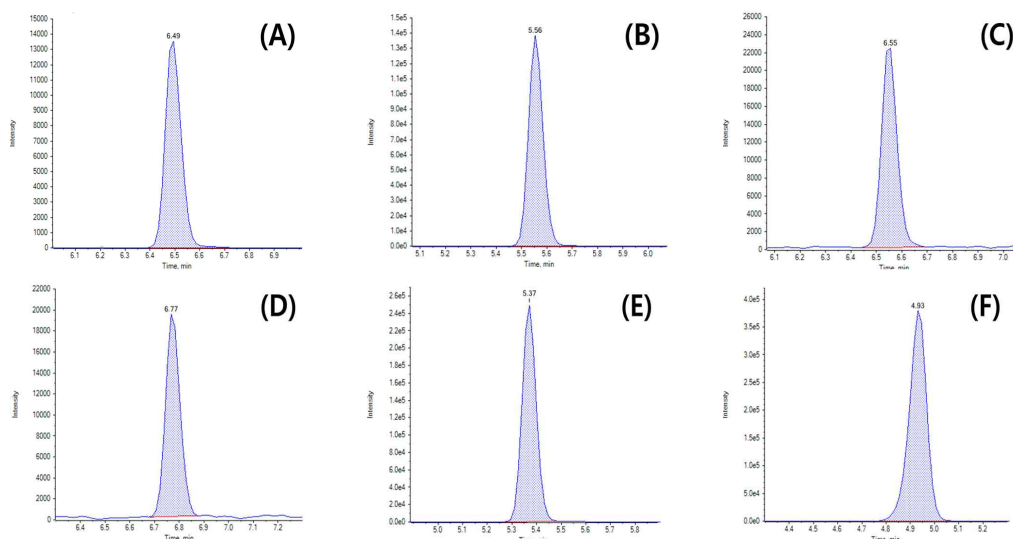 (A)
6.49
15000
14000
13000
12000
11000
10000
9000
8000
7000
6000
5000
4000
3000
2000
1000
0
Intensity
6.1 6.2 6.3 6.4 6.5 6.6 6.7 6.8 6.9
Time, min
(B)
5.56
1.5e5
1.4e5
1.3e5
1.2e5
1.1e5
1.0e5
9.0e4
8.0e4
7.0e4
6.0e4
5.0e4
4.0e4
3.0e4
2.0e4
1.0e4
0.0e0
Intensity
5.1 5.2 5.3 5.4 5.5 5.6 5.7 5.8 5.9 6.0
Time, min
(C)
6.55
26000
24000
22000
20000
18000
16000
14000
12000
10000
8000
6000
4000
2000
0
Intensity
6.1 6.2 6.3 6.4 6.5 6.6 6.7 6.8 6.9 7.0
Time, min
(D)
6.77
22000
20000
18000
16000
14000
12000
10000
8000
6000
4000
2000
0
Intensity
6.4 6.5 6.6 6.7 6.8 6.9 7.0 7.1 7.2
Time, min
(E)
5.37
2.6e5
2.4e5
2.2e5
2.0e5
1.8e5
1.6e5
1.4e5
1.2e5
1.0e5
8.0e4
6.0e4
4.0e4
2.0e4
0.0e0
Intensity
5.0 5.1 5.2 5.3 5.4 5.5 5.6 5.7 5.8
Time, min
(F)
4.93
4.0e5
3.5e5
3.0e5
2.5e5
2.0e5
1.5e5
1.0e5
5.0e4
0.0e0
Intensity
4.4 4.5 4.6 4.7 4.8 4.9 5.0 5.1 5.2
Time, min